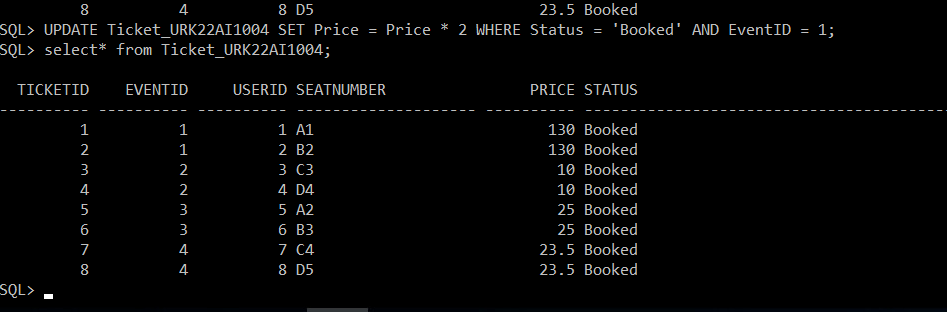 8          4          8 D5                         23.5 Booked
SQL> UPDATE Ticket_URK22AI1004 SET Price = Price * 2 WHERE Status = 'Booked' AND EventID = 1;
SQL> select* from Ticket_URK22AI1004;

  TICKETID    EVENTID     USERID SEATNUMBER                PRICE STATUS
---------- ---------- ---------- -------------------- ---------- --------------------------------------------------
         1          1          1 A1                          130 Booked
         2          1          2 B2                          130 Booked
         3          2          3 C3                           10 Booked
         4          2          4 D4                           10 Booked
         5          3          5 A2                           25 Booked
         6          3          6 B3                           25 Booked
         7          4          7 C4                         23.5 Booked
         8          4          8 D5                         23.5 Booked
SQL>